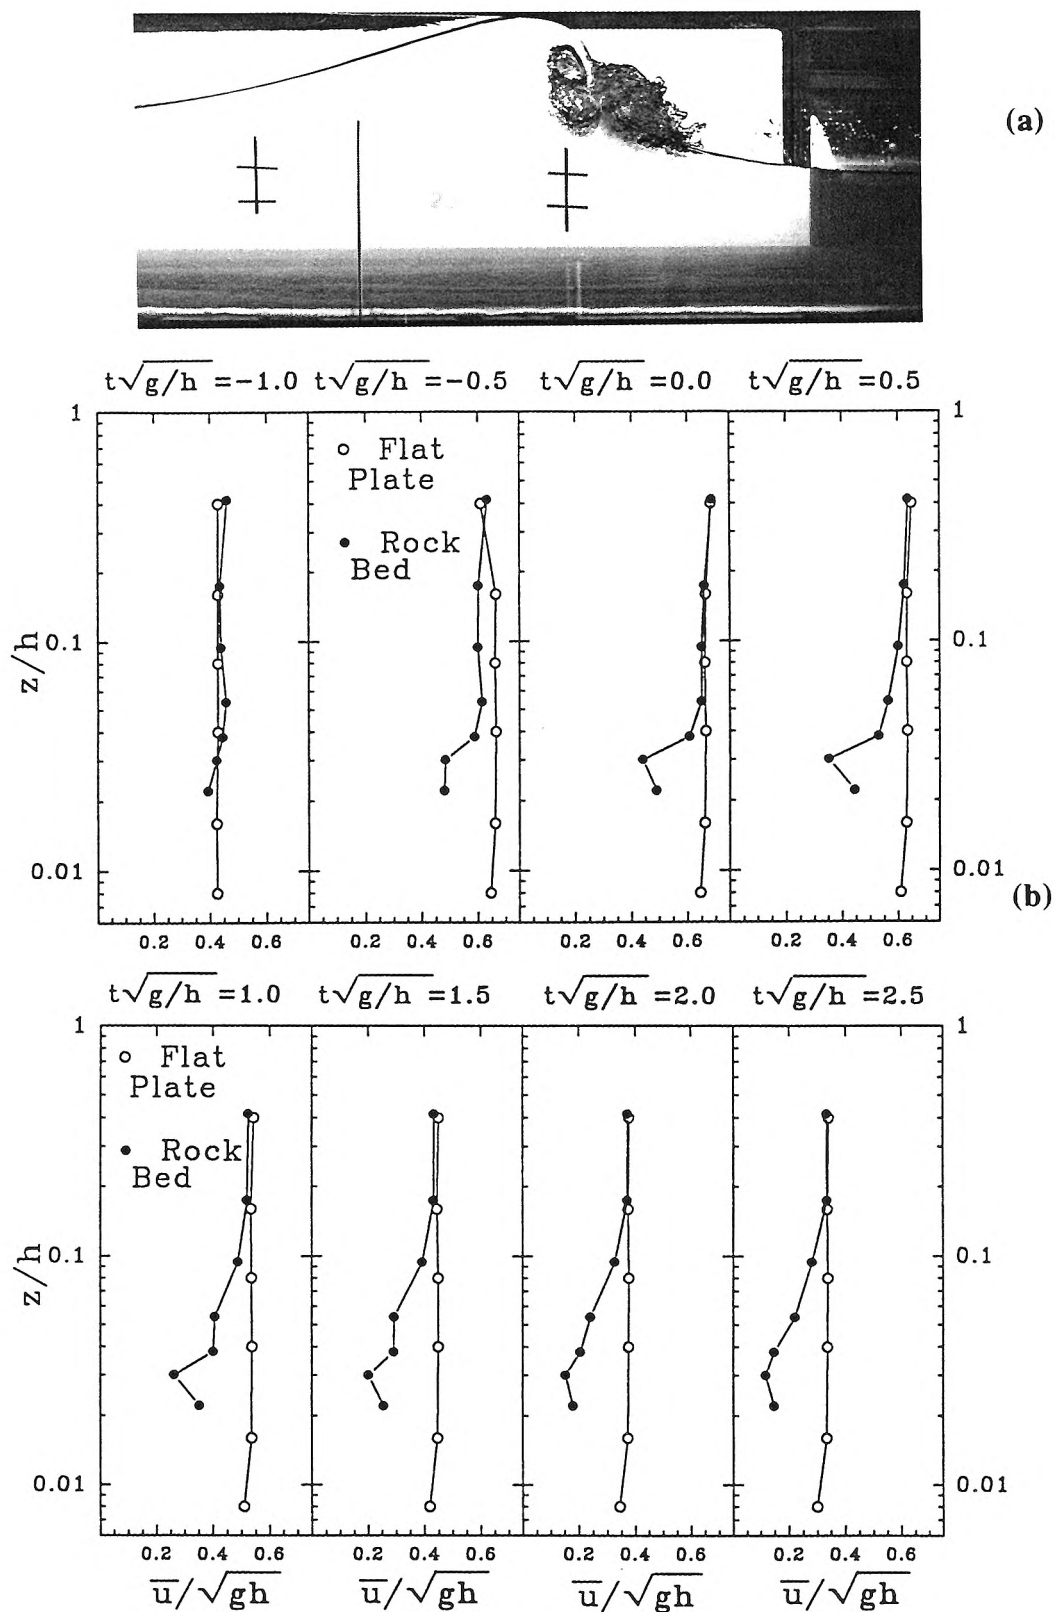 (a)
t√g/h =-1.0 t√g/h =-0.5 t√g/h =0.0 t√g/h =0.5
1 1
○ Flat
Plate
● Rock
Bed
z/h
0.1 0.1
0.01 0.01
(b)
0.2 0.4 0.6 0.2 0.4 0.6 0.2 0.4 0.6 0.2 0.4 0.6
t√g/h =1.0 t√g/h =1.5 t√g/h =2.0 t√g/h =2.5
1 1
○ Flat
Plate
● Rock
Bed
z/h
0.1 0.1
0.01 0.01
0.2 0.4 0.6 0.2 0.4 0.6 0.2 0.4 0.6 0.2 0.4 0.6
u̅/√gh u̅/√gh u̅/√gh u̅/√gh